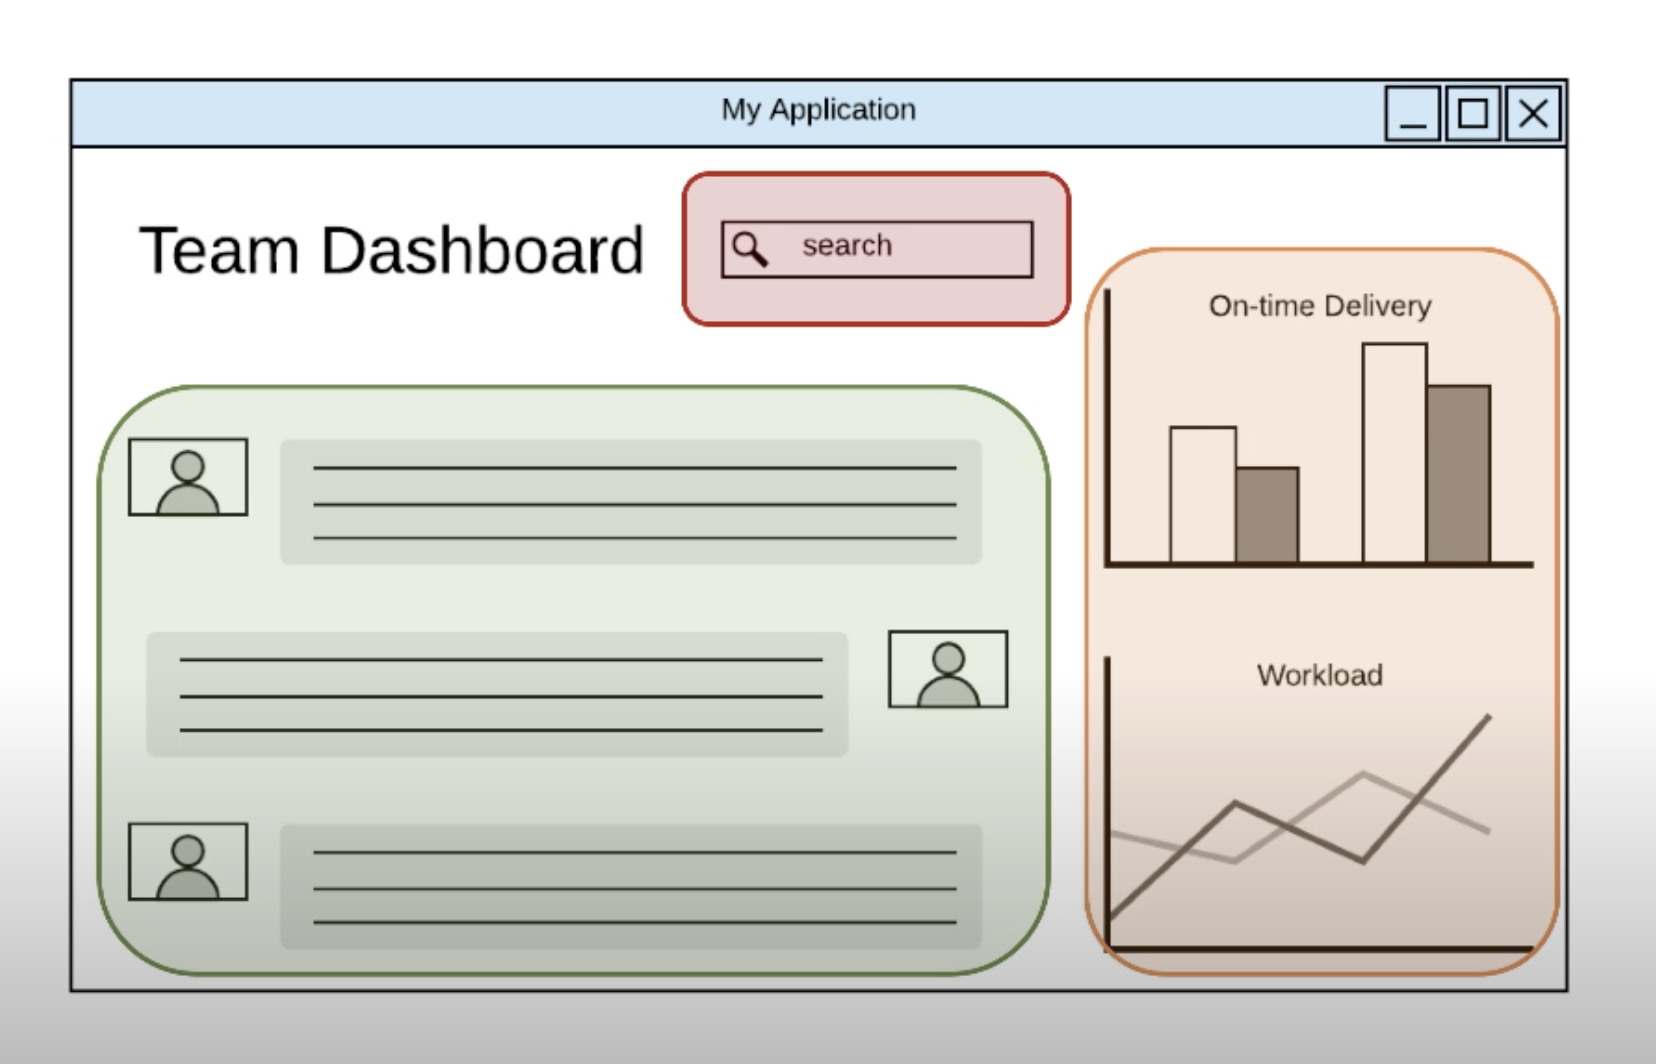 My Application
Team Dashboard
search
On-time Delivery
Workload